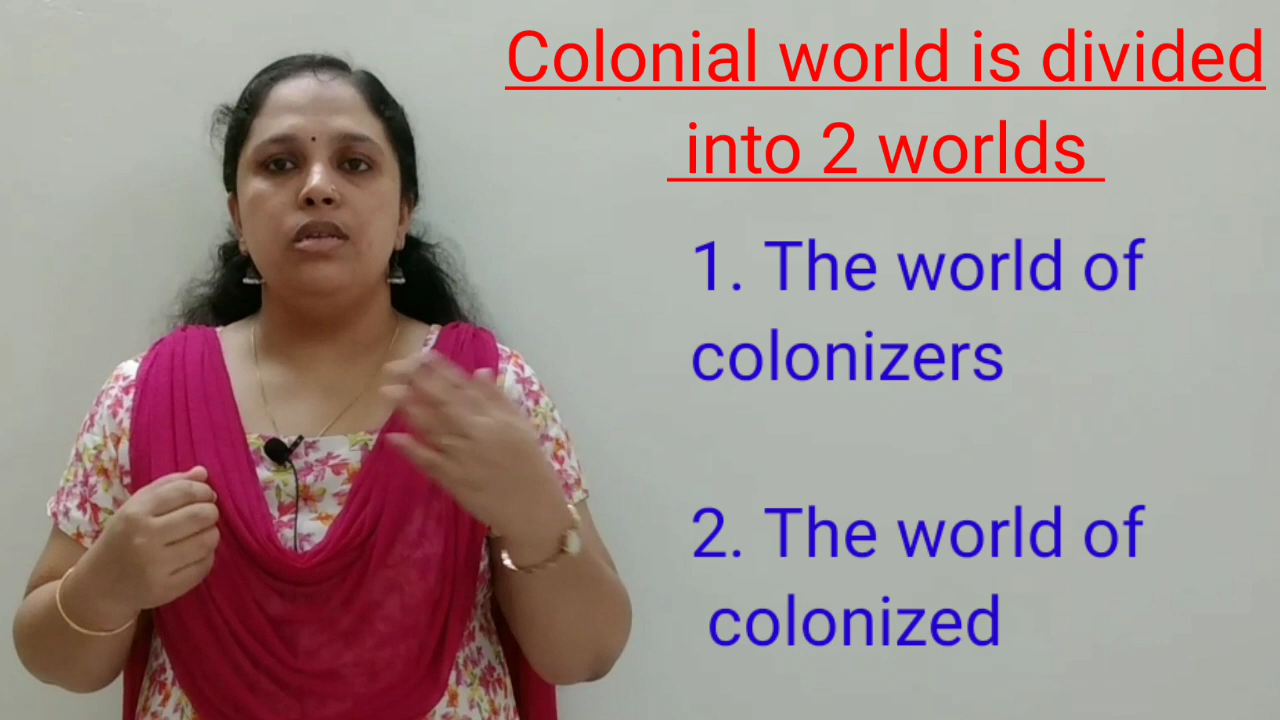 Colonial world is divided
into 2 worlds
1. The world of
colonizers
2. The world of
colonized